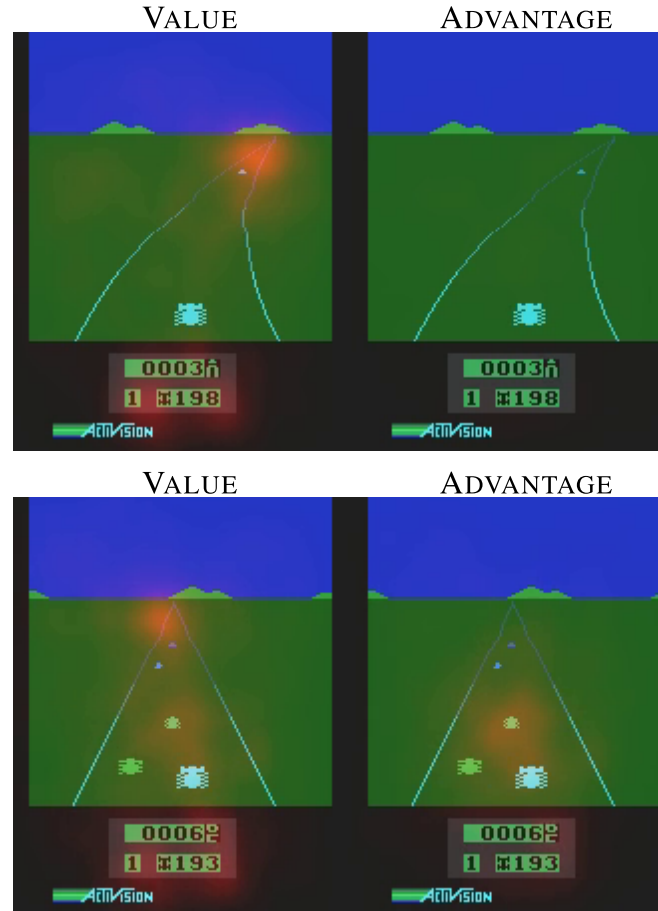 VALUE ADVANTAGE
0003 0003
1 198 1 198
ACTIVISION ACTIVISION
VALUE ADVANTAGE
0006 0006
1 193 1 193
ACTIVISION ACTIVISION